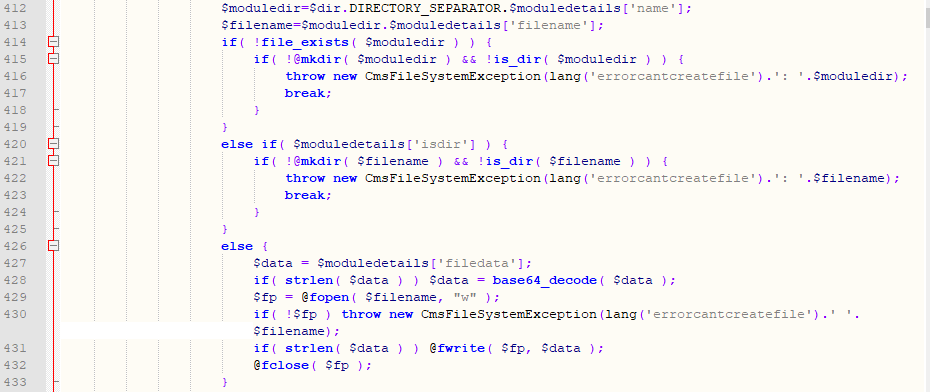 412 $moduledir=$dir.DIRECTORY_SEPARATOR.$moduledetails['name'];
413 $filename=$moduledir.$moduledetails['filename'];
414 if( !file_exists( $moduledir ) ) {
415 if( !@mkdir( $moduledir ) && !is_dir( $moduledir ) ) {
416 throw new CmsFileSystemException(lang('errorcantcreatefile').': '.$moduledir);
417 break;
418 }
419 }
420 else if( $moduledetails['isdir'] ) {
421 if( !@mkdir( $filename ) && !is_dir( $filename ) ) {
422 throw new CmsFileSystemException(lang('errorcantcreatefile').': '.$filename);
423 break;
424 }
425 }
426 else {
427 $data = $moduledetails['filedata'];
428 if( strlen( $data ) ) $data = base64_decode( $data );
429 $fp = @fopen( $filename, "w" );
430 if( !$fp ) throw new CmsFileSystemException(lang('errorcantcreatefile').' '.
$filename);
431 if( strlen( $data ) ) @fwrite( $fp, $data );
432 @fclose( $fp );
433 }